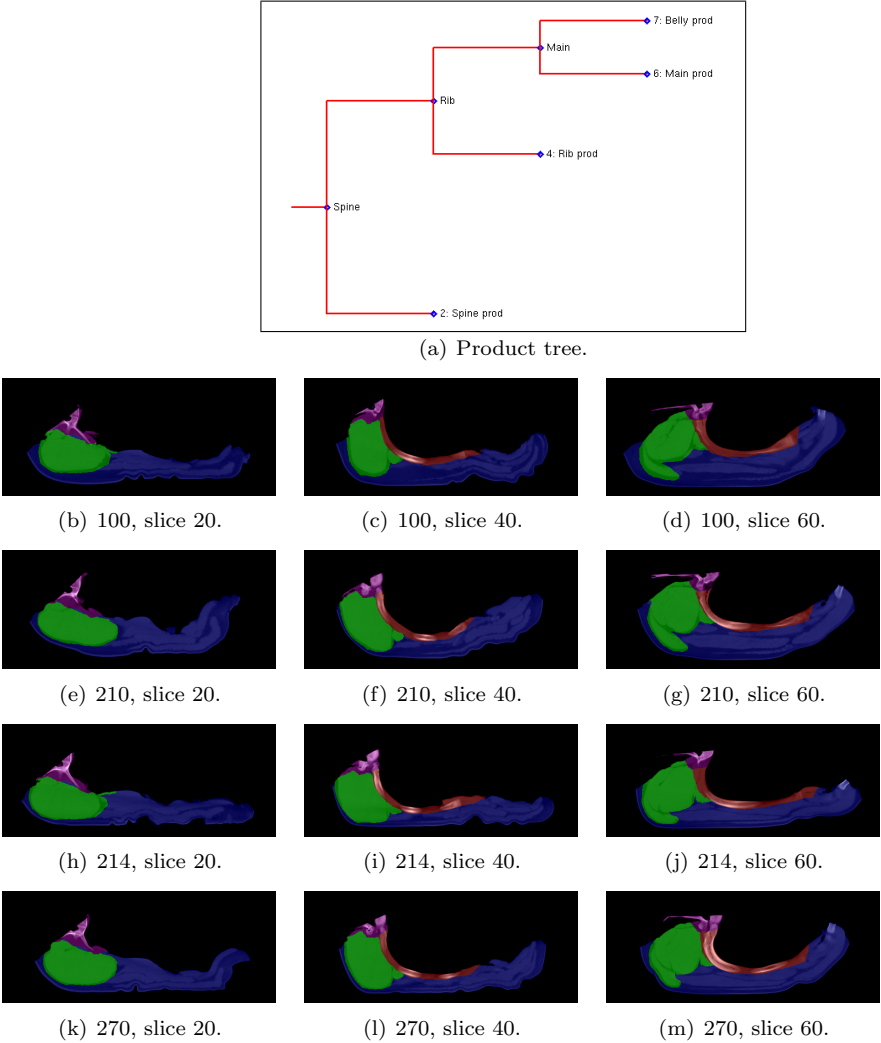 7: Belly prod
Main
6: Main prod
Rib
4: Rib prod
Spine
2: Spine prod
(a) Product tree.
(b) 100, slice 20.
(c) 100, slice 40.
(d) 100, slice 60.
(e) 210, slice 20.
(f) 210, slice 40.
(g) 210, slice 60.
(h) 214, slice 20.
(i) 214, slice 40.
(j) 214, slice 60.
(k) 270, slice 20.
(l) 270, slice 40.
(m) 270, slice 60.